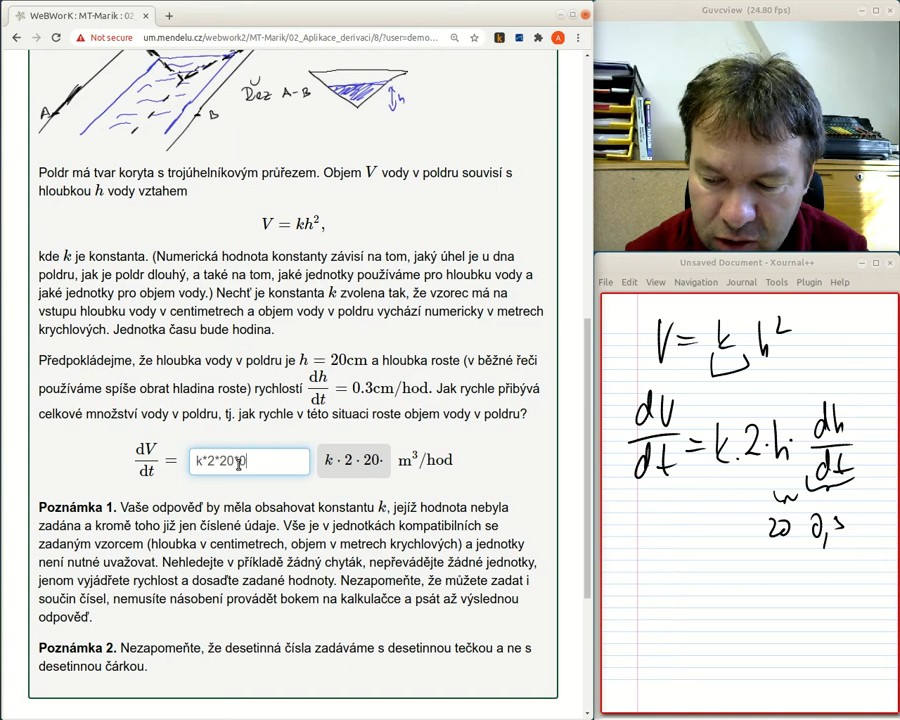 WeBWorK : MT-Marik : 02_
Guvcview (24.80 fps)
Not secure um.mendelu.cz/webwork2/MT-Marik/02_Aplikace_derivaci/8/?user=demo...
A
B
Řez A-B
h
Poldr má tvar koryta s trojúhelníkovým průřezem. Objem V vody v poldru souvisí s
hloubkou h vody vztahem
V = kh²,
kde k je konstanta. (Numerická hodnota konstanty závisí na tom, jaký úhel je u dna
poldru, jak je poldr dlouhý, a také na tom, jaké jednotky používáme pro hloubku vody a
jaké jednotky pro objem vody.) Nechť je konstanta k zvolena tak, že vzorec má na
vstupu hloubku vody v centimetrech a objem vody v poldru vychází numericky v metrech
krychlových. Jednotka času bude hodina.
Předpokládejme, že hloubka vody v poldru je h = 20cm a hloubka roste (v běžné řeči
používáme spíše obrat hladina roste) rychlostí dh/dt = 0.3cm/hod. Jak rychle přibývá
celkové množství vody v poldru, tj. jak rychle v této situaci roste objem vody v poldru?
dV/dt = k*2*20*0 k · 2 · 20· m³/hod
Poznámka 1. Vaše odpověď by měla obsahovat konstantu k, jejíž hodnota nebyla
zadána a kromě toho již jen číslené údaje. Vše je v jednotkách kompatibilních se
zadaným vzorcem (hloubka v centimetrech, objem v metrech krychlových) a jednotky
není nutné uvažovat. Nehledejte v příkladě žádný chyták, nepřevádějte žádné jednotky,
jenom vyjádřete rychlost a dosaďte zadané hodnoty. Nezapomeňte, že můžete zadat i
součin čísel, nemusíte násobení provádět bokem na kalkulačce a psát až výslednou
odpověď.
Poznámka 2. Nezapomeňte, že desetinná čísla zadáváme s desetinnou tečkou a ne s
desetinnou čárkou.
Unsaved Document - Xournal++
File Edit View Navigation Journal Tools Plugin Help
V = k h²
dV/dt = k.2.h. dh/dt
20 0,3